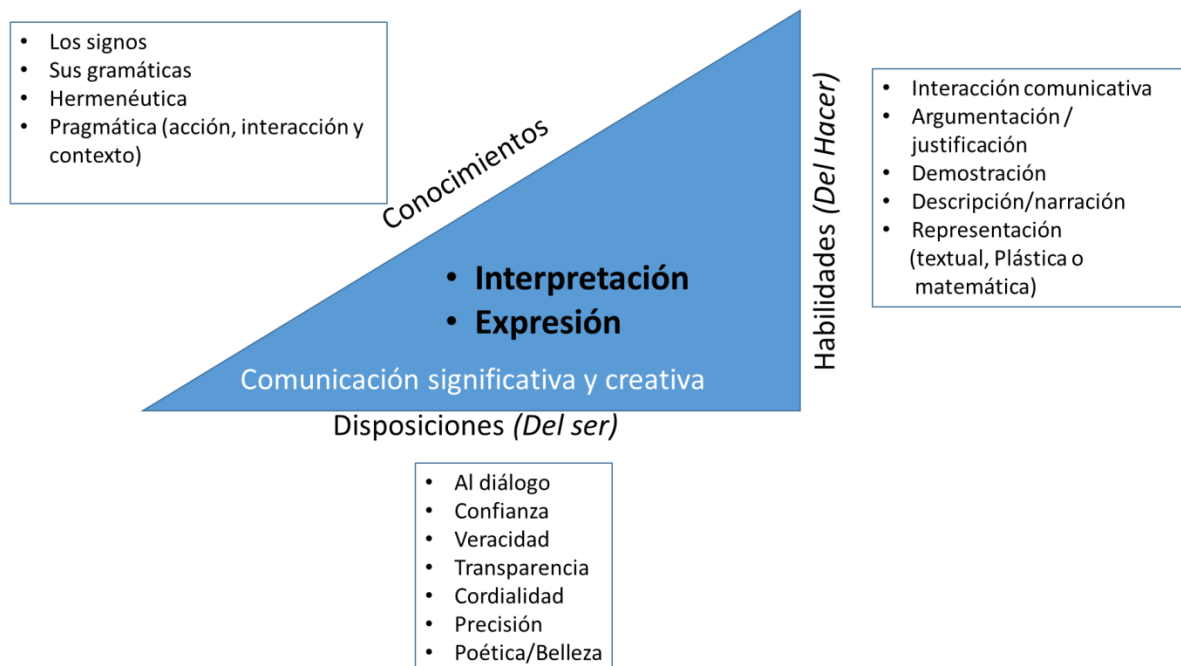 • Los signos
• Sus gramáticas
• Hermenéutica
• Pragmática (acción, interacción y
contexto)
Conocimientos
• Interpretación
• Expresión
Comunicación significativa y creativa
Habilidades (Del Hacer)
• Interacción comunicativa
• Argumentación /
justificación
• Demostración
• Descripción/narración
• Representación
(textual, Plástica o
matemática)
Disposiciones (Del ser)
• Al diálogo
• Confianza
• Veracidad
• Transparencia
• Cordialidad
• Precisión
• Poética/Belleza